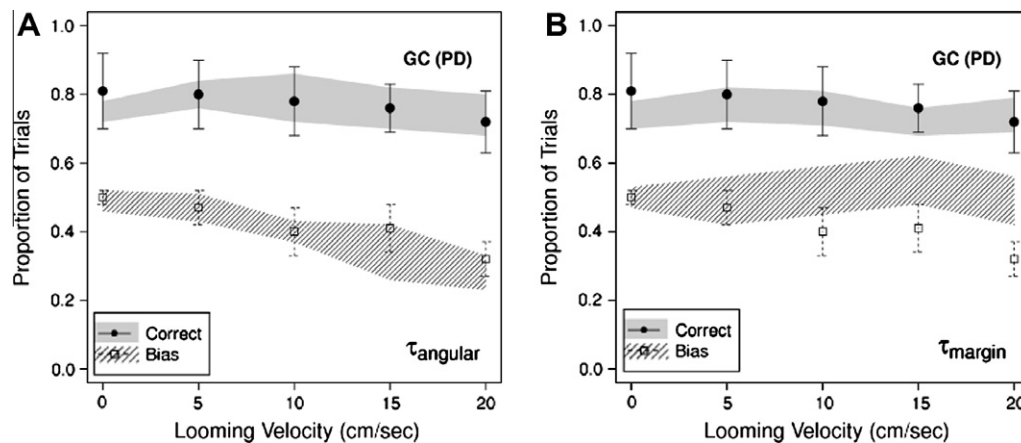 A
GC (PD)
Proportion of Trials
1.0
0.8
0.6
0.4
0.2
0.0
Correct
Bias
τangular
0 5 10 15 20
Looming Velocity (cm/sec)
B
GC (PD)
Proportion of Trials
1.0
0.8
0.6
0.4
0.2
0.0
Correct
Bias
τmargin
0 5 10 15 20
Looming Velocity (cm/sec)